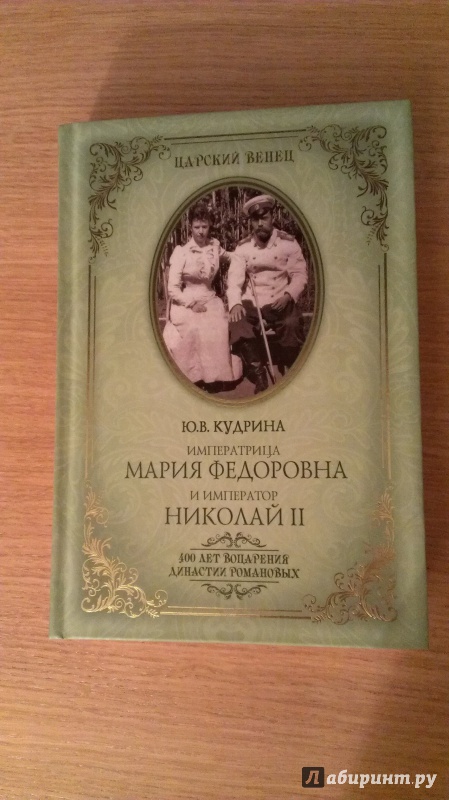 ЦАРСКИЙ ВЕНЕЦ
Ю.В. КУДРИНА
ИМПЕРАТРИЦА
МАРИЯ ФЕДОРОВНА
И ИМПЕРАТОР
НИКОЛАЙ II
400 ЛЕТ ВОЦАРЕНИЯ
ДИНАСТИИ РОМАНОВЫХ
Лабиринт.ру